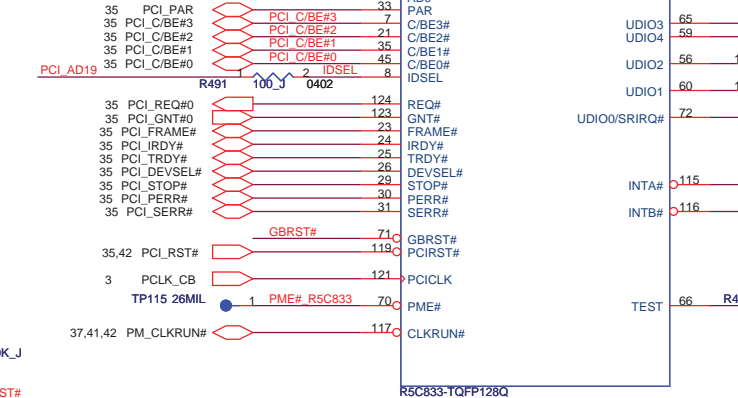 AD0
35 PCI_PAR 33 PAR
35 PCI_C/BE#3 PCI_C/BE#3 7 C/BE3# UDIO3 65
35 PCI_C/BE#2 PCI_C/BE#2 21 C/BE2# UDIO4 59
35 PCI_C/BE#1 PCI_C/BE#1 35 C/BE1#
35 PCI_C/BE#0 PCI_C/BE#0 45 C/BE0# UDIO2 56 1
PCI_AD19 1 2 IDSEL 8 IDSEL
R491 100_J 0402
UDIO1 60 1
35 PCI_REQ#0 124 REQ#
35 PCI_GNT#0 123 GNT# UDIO0/SRIRQ# 72
35 PCI_FRAME# 23 FRAME#
35 PCI_IRDY# 24 IRDY#
35 PCI_TRDY# 25 TRDY#
35 PCI_DEVSEL# 26 DEVSEL#
35 PCI_STOP# 29 STOP# INTA# 115
35 PCI_PERR# 30 PERR#
35 PCI_SERR# 31 SERR# INTB# 116
GBRST# 71 GBRST#
35,42 PCI_RST# 119 PCIRST#
3 PCLK_CB 121 PCICLK
TP115 26MIL 1 PME#_R5C833 70 PME# TEST 66 R4
37,41,42 PM_CLKRUN# 117 CLKRUN#
K_J
ST#
R5C833-TQFP128Q